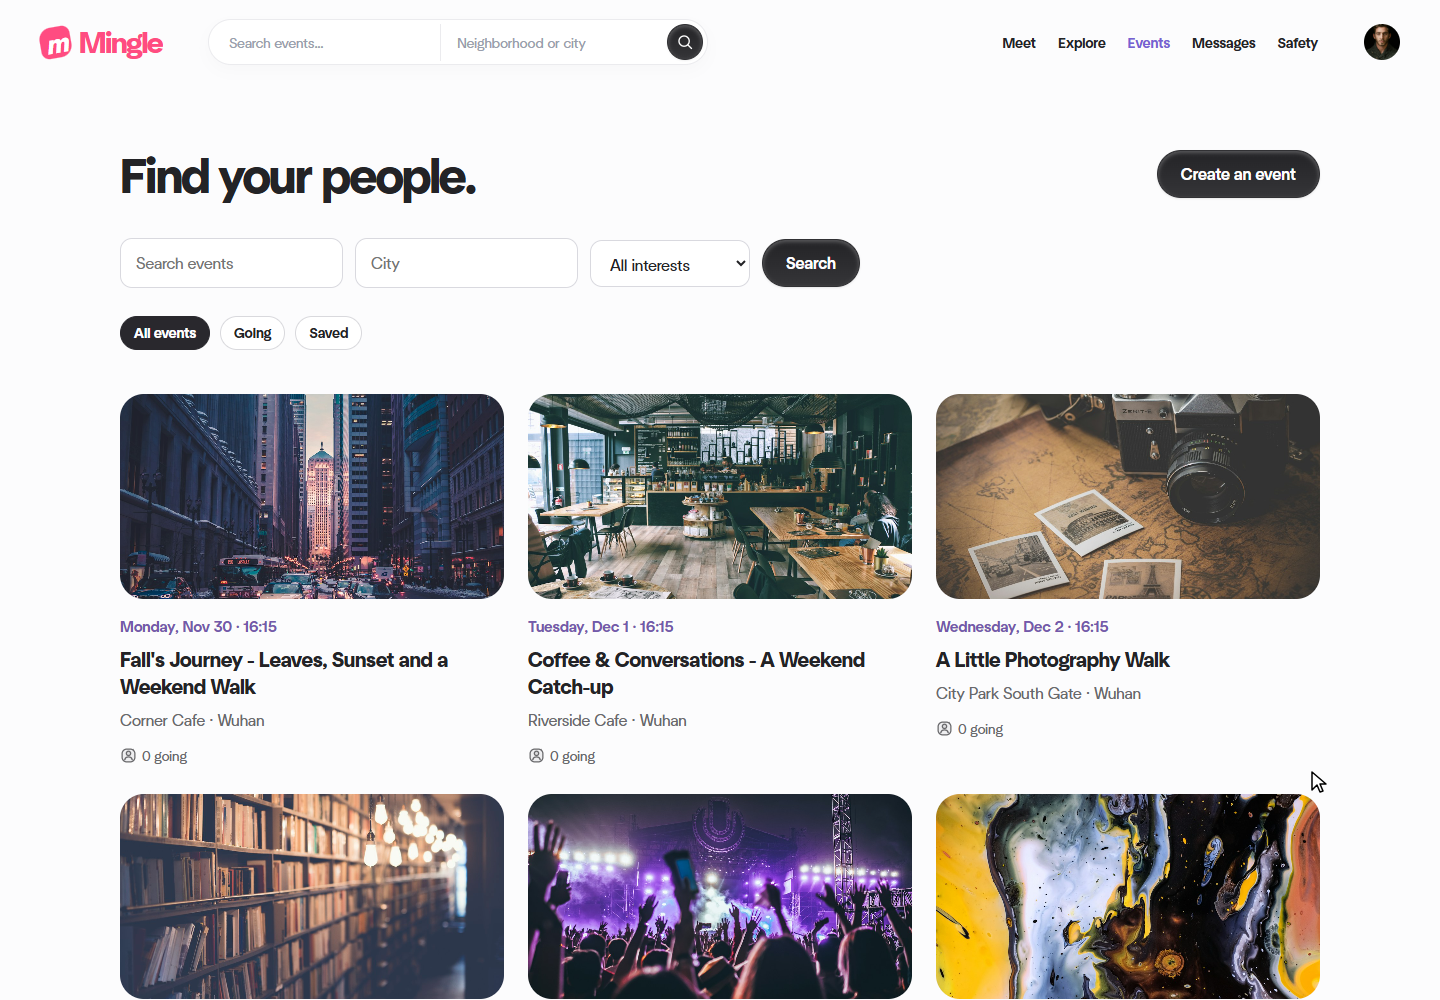 m Mingle
Search events...
Neighborhood or city
Meet
Explore
Events
Messages
Safety
Find your people.
Create an event
Search events
City
All interests
Search
All events
Going
Saved
ZENIT-E
Monday, Nov 30 · 16:15
Fall's Journey - Leaves, Sunset and a
Weekend Walk
Corner Cafe · Wuhan
0 going
Tuesday, Dec 1 · 16:15
Coffee & Conversations - A Weekend
Catch-up
Riverside Cafe · Wuhan
0 going
Wednesday, Dec 2 · 16:15
A Little Photography Walk
City Park South Gate · Wuhan
0 going